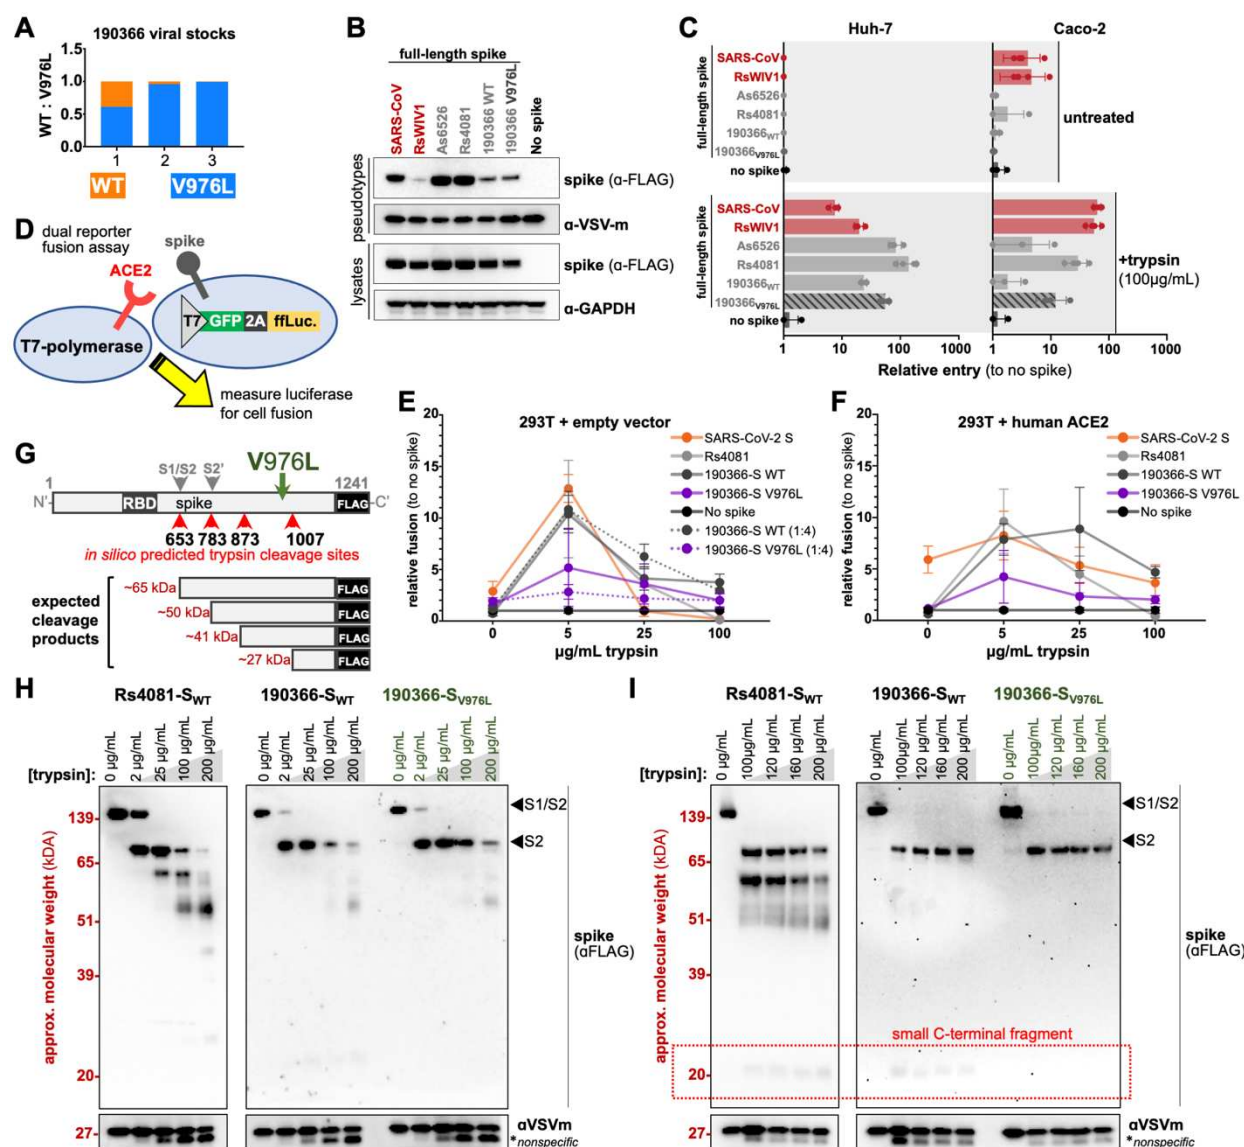 A
190366 viral stocks
WT : V976L
1.5
1.0
0.5
0.0
1
2
3
WT
V976L
B
full-length spike
SARS-CoV
RsWIV1
As6526
Rs4081
190366 WT
190366 V976L
No spike
pseudotypes
spike (α-FLAG)
α-VSV-m
lysates
spike (α-FLAG)
α-GAPDH
C
Huh-7
Caco-2
full-length spike
SARS-CoV
RsWIV1
As6526
Rs4081
190366WT
190366V976L
no spike
untreated
full-length spike
SARS-CoV
RsWIV1
As6526
Rs4081
190366WT
190366V976L
no spike
+trypsin
(100µg/mL)
1
10
100
1000
1
10
100
1000
Relative entry (to no spike)
D
dual reporter
fusion assay
spike
ACE2
T7
GFP
2A
ffLuc.
T7-polymerase
measure luciferase
for cell fusion
E
293T + empty vector
relative fusion (to no spike)
20
15
10
5
0
0
5
25
100
µg/mL trypsin
SARS-CoV-2 S
Rs4081
190366-S WT
190366-S V976L
No spike
190366-S WT (1:4)
190366-S V976L (1:4)
F
293T + human ACE2
relative fusion (to no spike)
20
15
10
5
0
0
5
25
100
µg/mL trypsin
SARS-CoV-2 S
Rs4081
190366-S WT
190366-S V976L
No spike
G
V976L
S1/S2
S2'
1
1241
N'-
RBD
spike
FLAG
-C'
653
783
873
1007
in silico predicted trypsin cleavage sites
expected
cleavage
products
~65 kDa
FLAG
~50 kDa
FLAG
~41 kDa
FLAG
~27 kDa
FLAG
H
Rs4081-SWT
190366-SWT
190366-SV976L
[trypsin]:
0 µg/mL
2 µg/mL
25 µg/mL
100 µg/mL
200 µg/mL
0 µg/mL
2 µg/mL
25 µg/mL
100 µg/mL
200 µg/mL
0 µg/mL
2 µg/mL
25 µg/mL
100 µg/mL
200 µg/mL
approx. molecular weight (kDA)
139
65
51
39
20
27
S1/S2
S2
spike
(αFLAG)
αVSVm
*nonspecific
I
Rs4081-SWT
190366-SWT
190366-SV976L
[trypsin]:
0 µg/mL
100µg/mL
120 µg/mL
160 µg/mL
200 µg/mL
0 µg/mL
100µg/mL
120 µg/mL
160 µg/mL
200 µg/mL
0 µg/mL
100 µg/mL
120 µg/mL
160 µg/mL
200 µg/mL
approx. molecular weight (kDA)
139
65
51
39
20
27
S1/S2
S2
small C-terminal fragment
spike
(αFLAG)
αVSVm
*nonspecific